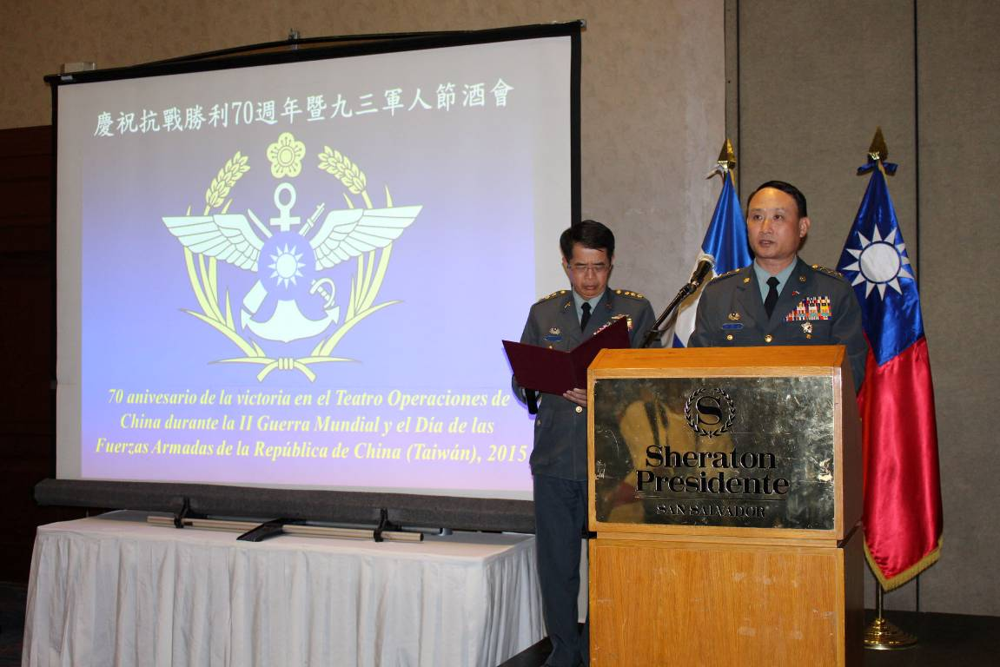 慶祝抗戰勝利70週年暨九三軍人節酒會
70 anivesario de la victoria en el Teatro Operaciones de
China durante la II Guerra Mundial y el Día de las
Fuerzas Armadas de la República de China (Taiwán), 2015
S
Sheraton
Presidente
SAN SALVADOR